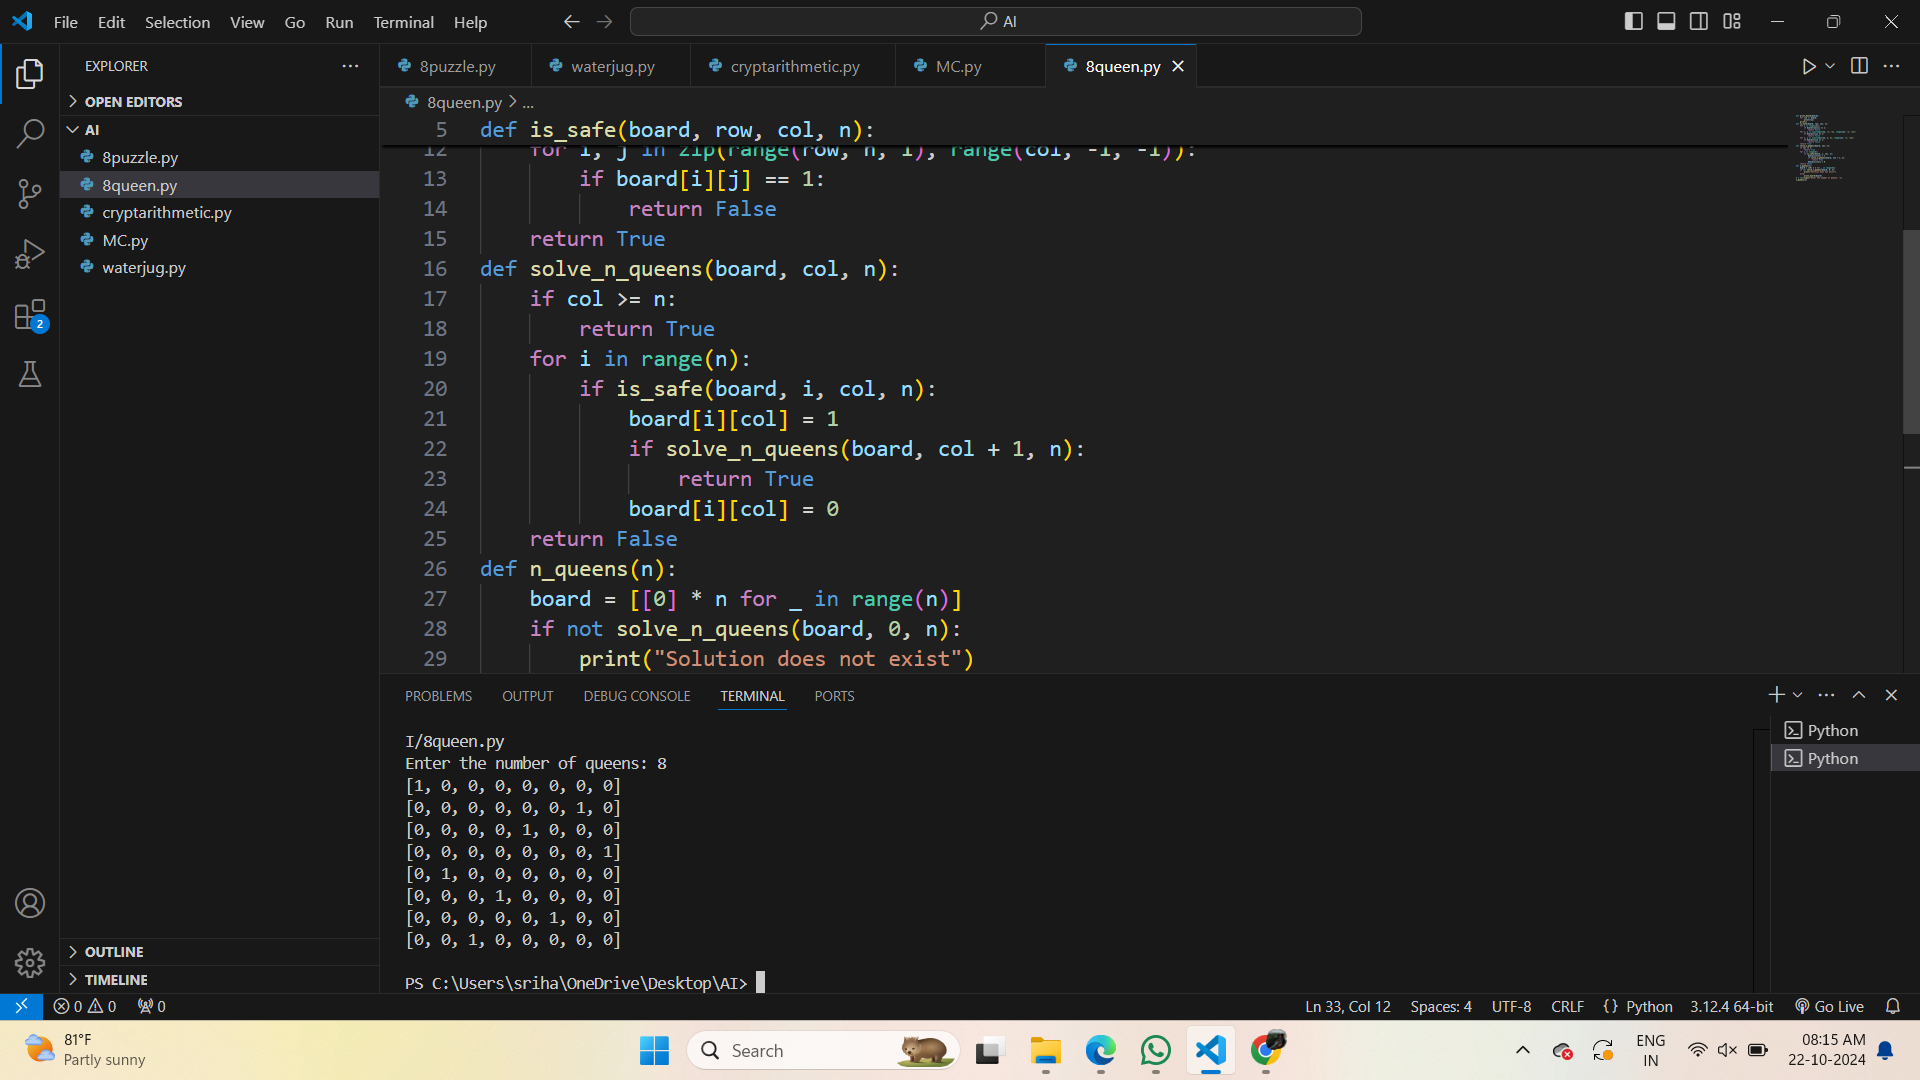 File Edit Selection View Go Run Terminal Help
AI
EXPLORER
OPEN EDITORS
AI
8puzzle.py
8queen.py
cryptarithmetic.py
MC.py
waterjug.py
OUTLINE
TIMELINE
2
8puzzle.py waterjug.py cryptarithmetic.py MC.py 8queen.py
8queen.py > ...
5 def is_safe(board, row, col, n):
12 for i, j in zip(range(row, n, 1), range(col, -1, -1)):
13 if board[i][j] == 1:
14 return False
15 return True
16 def solve_n_queens(board, col, n):
17 if col >= n:
18 return True
19 for i in range(n):
20 if is_safe(board, i, col, n):
21 board[i][col] = 1
22 if solve_n_queens(board, col + 1, n):
23 return True
24 board[i][col] = 0
25 return False
26 def n_queens(n):
27 board = [[0] * n for _ in range(n)]
28 if not solve_n_queens(board, 0, n):
29 print("Solution does not exist")
PROBLEMS OUTPUT DEBUG CONSOLE TERMINAL PORTS
I/8queen.py
Enter the number of queens: 8
[1, 0, 0, 0, 0, 0, 0, 0]
[0, 0, 0, 0, 0, 0, 1, 0]
[0, 0, 0, 0, 1, 0, 0, 0]
[0, 0, 0, 0, 0, 0, 0, 1]
[0, 1, 0, 0, 0, 0, 0, 0]
[0, 0, 0, 1, 0, 0, 0, 0]
[0, 0, 0, 0, 0, 1, 0, 0]
[0, 0, 1, 0, 0, 0, 0, 0]
PS C:\Users\sriha\OneDrive\Desktop\AI>
Python
Python
0 0 0
Ln 33, Col 12 Spaces: 4 UTF-8 CRLF {} Python 3.12.4 64-bit Go Live
81°F
Partly sunny
Search
ENG
IN
08:15 AM
22-10-2024